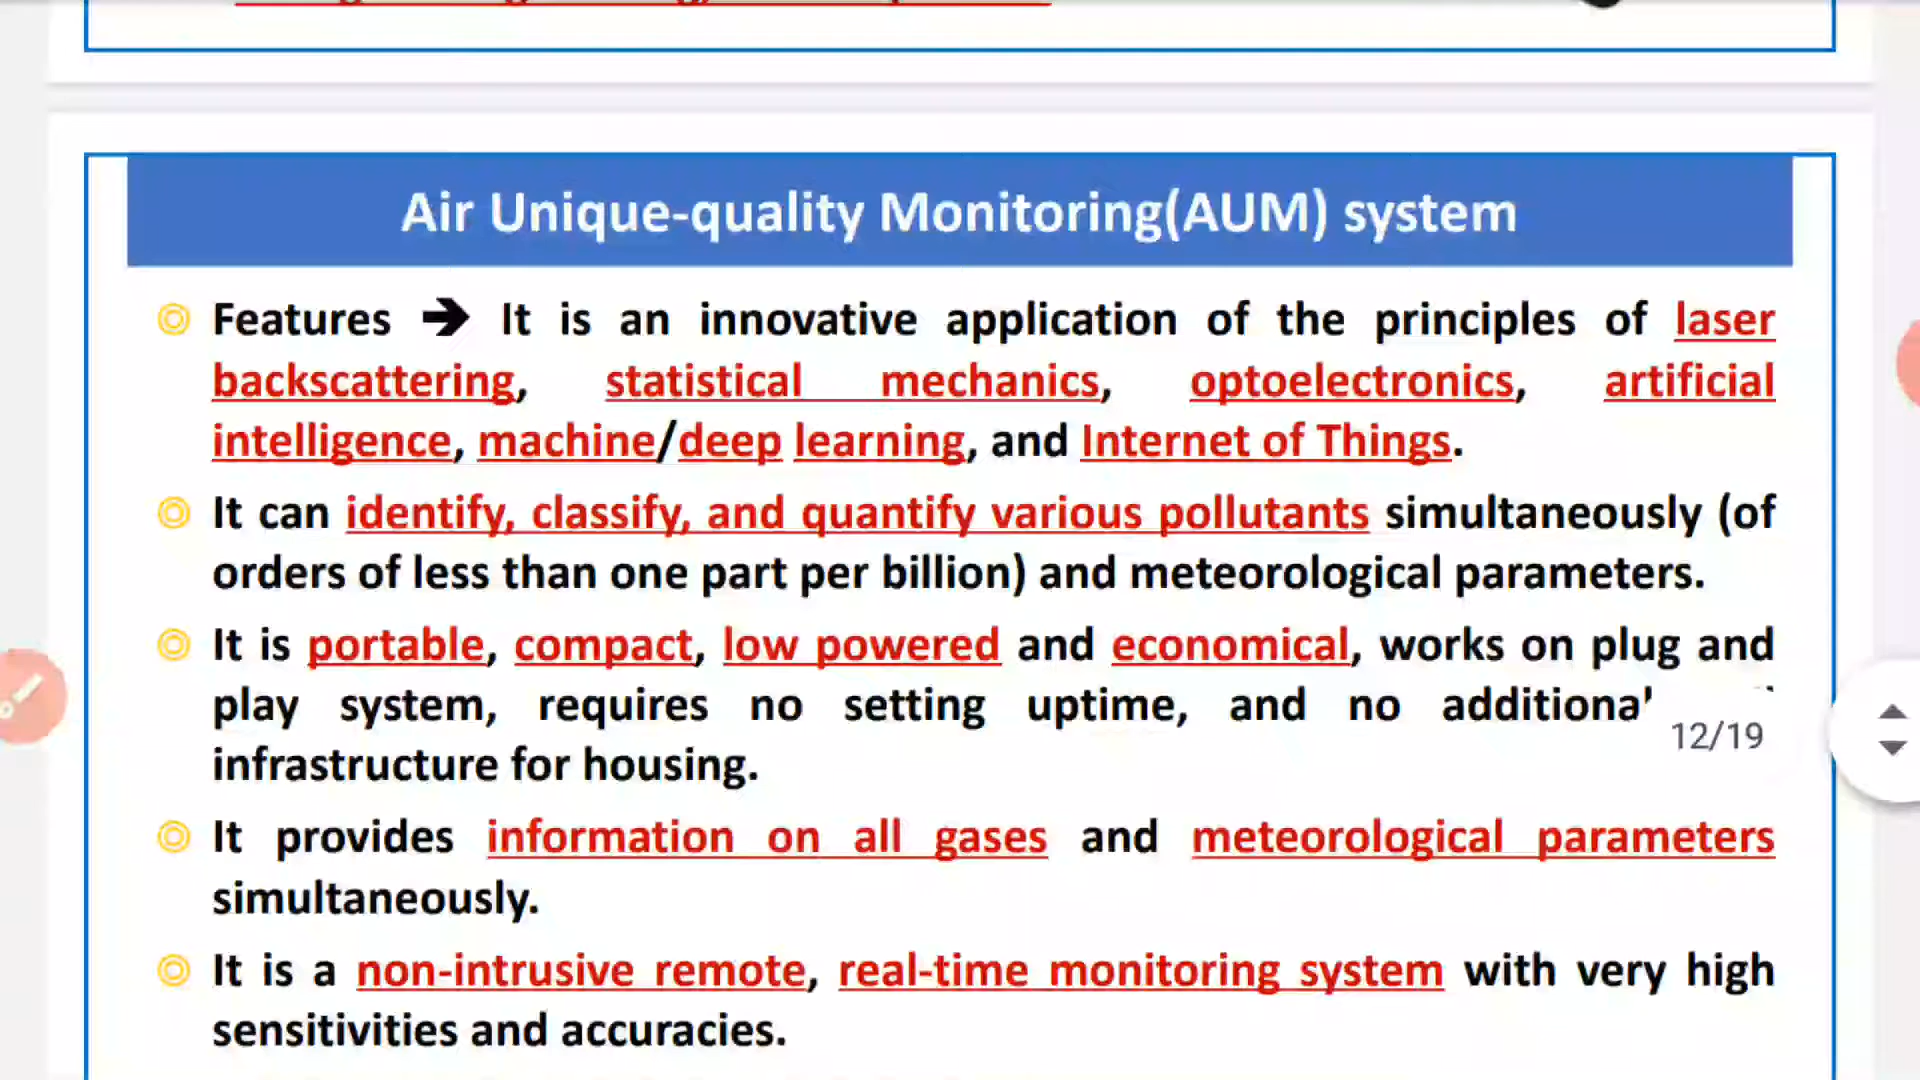 Air Unique-quality Monitoring(AUM) system
Features ➔ It is an innovative application of the principles of laser
backscattering, statistical mechanics, optoelectronics, artificial
intelligence, machine/deep learning, and Internet of Things.
It can identify, classify, and quantify various pollutants simultaneously (of
orders of less than one part per billion) and meteorological parameters.
It is portable, compact, low powered and economical, works on plug and
play system, requires no setting uptime, and no additional
12/19
infrastructure for housing.
It provides information on all gases and meteorological parameters
simultaneously.
It is a non-intrusive remote, real-time monitoring system with very high
sensitivities and accuracies.